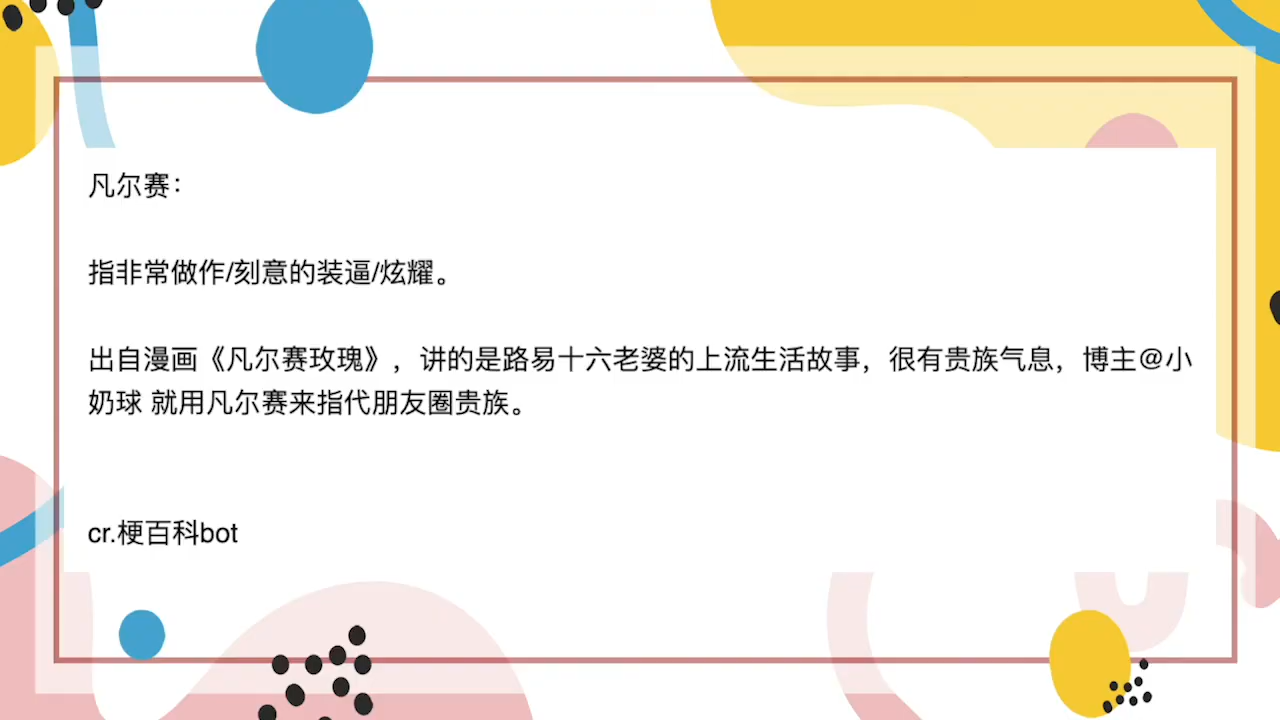 凡尔赛：
指非常做作/刻意的装逼/炫耀。
出自漫画《凡尔赛玫瑰》，讲的是路易十六老婆的上流生活故事，很有贵族气息，博主@小
奶球 就用凡尔赛来指代朋友圈贵族。
cr.梗百科bot